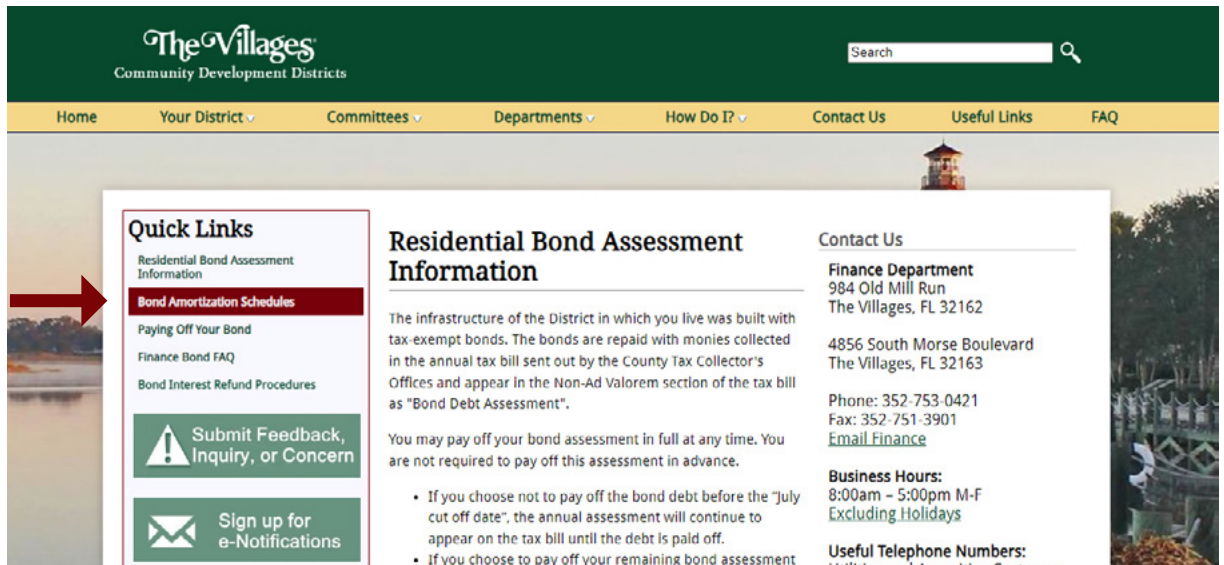 The Villages
Community Development Districts
Search
Home Your District Committees Departments How Do I? Contact Us Useful Links FAQ
Quick Links
Residential Bond Assessment
Information
Bond Amortization Schedules
Paying Off Your Bond
Finance Bond FAQ
Bond Interest Refund Procedures
Submit Feedback,
Inquiry, or Concern
Sign up for
e-Notifications
Residential Bond Assessment
Information
The infrastructure of the District in which you live was built with
tax-exempt bonds. The bonds are repaid with monies collected
in the annual tax bill sent out by the County Tax Collector's
Offices and appear in the Non-Ad Valorem section of the tax bill
as "Bond Debt Assessment".
You may pay off your bond assessment in full at any time. You
are not required to pay off this assessment in advance.
• If you choose not to pay off the bond debt before the "July
cut off date", the annual assessment will continue to
appear on the tax bill until the debt is paid off.
• If you choose to pay off your remaining bond assessment
Contact Us
Finance Department
984 Old Mill
Run
The Villages, FL 32162
4856 South Morse Boulevard
The Villages, FL 32163
Phone: 352-753-0421
Fax: 352-751-3901
Email Finance
Business Hours:
8:00am – 5:00pm M-F
Excluding Holidays
Useful Telephone Numbers: